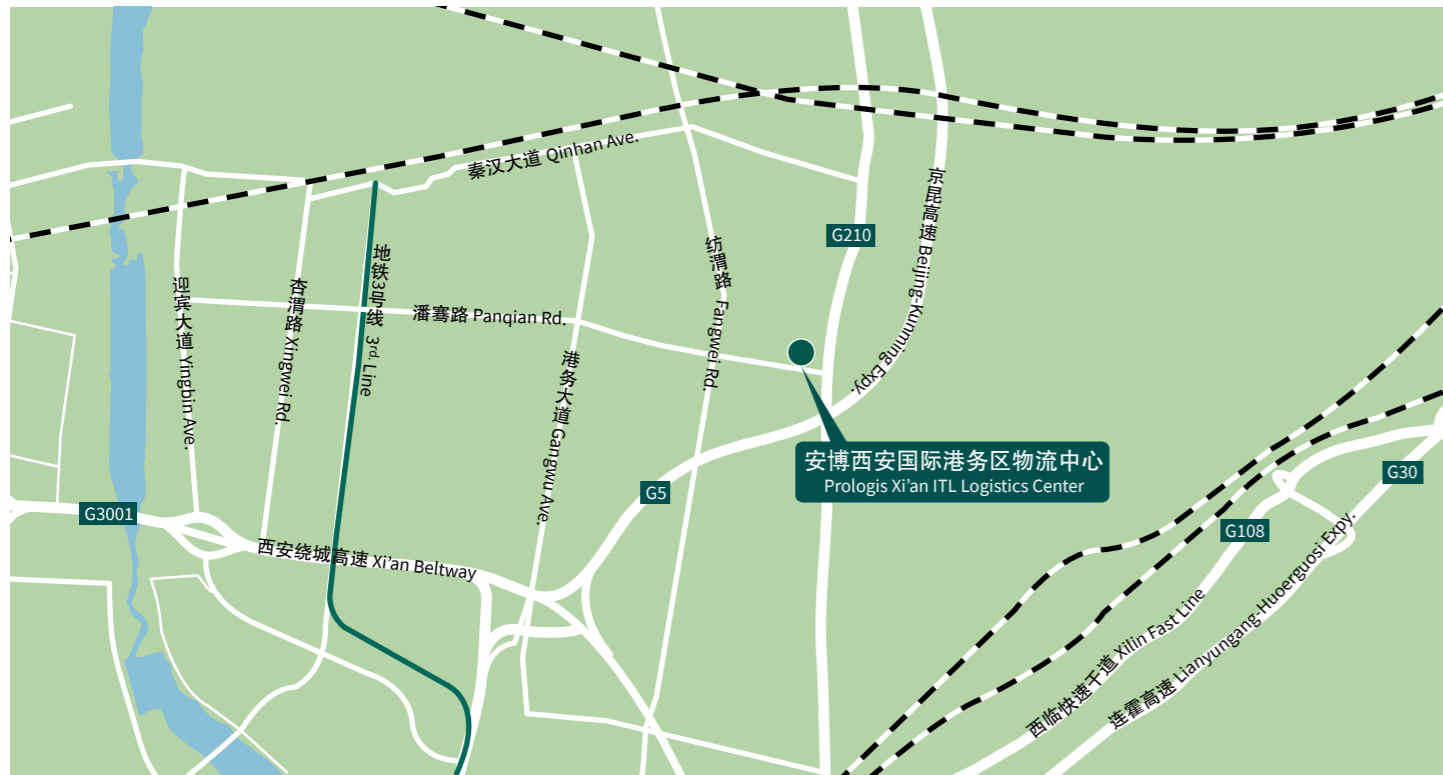 秦汉大道 Qinhan Ave.
京昆高速 Beijing-Kunming Expy.
G210
纺渭路 Fangwei Rd.
地铁3号线 3rd. Line
迎宾大道 Yingbin Ave.
杏渭路 Xingwei Rd.
潘骞路 Panqian Rd.
港务大道 Gangwu Ave.
安博西安国际港务区物流中心
Prologis Xi'an ITL Logistics Center
G30
G5
G3001
G108
西安绕城高速 Xi'an Beltway
西临快速干道 Xilin Fast Line
连霍高速 Lianyungang-Huoerguosi Expy.